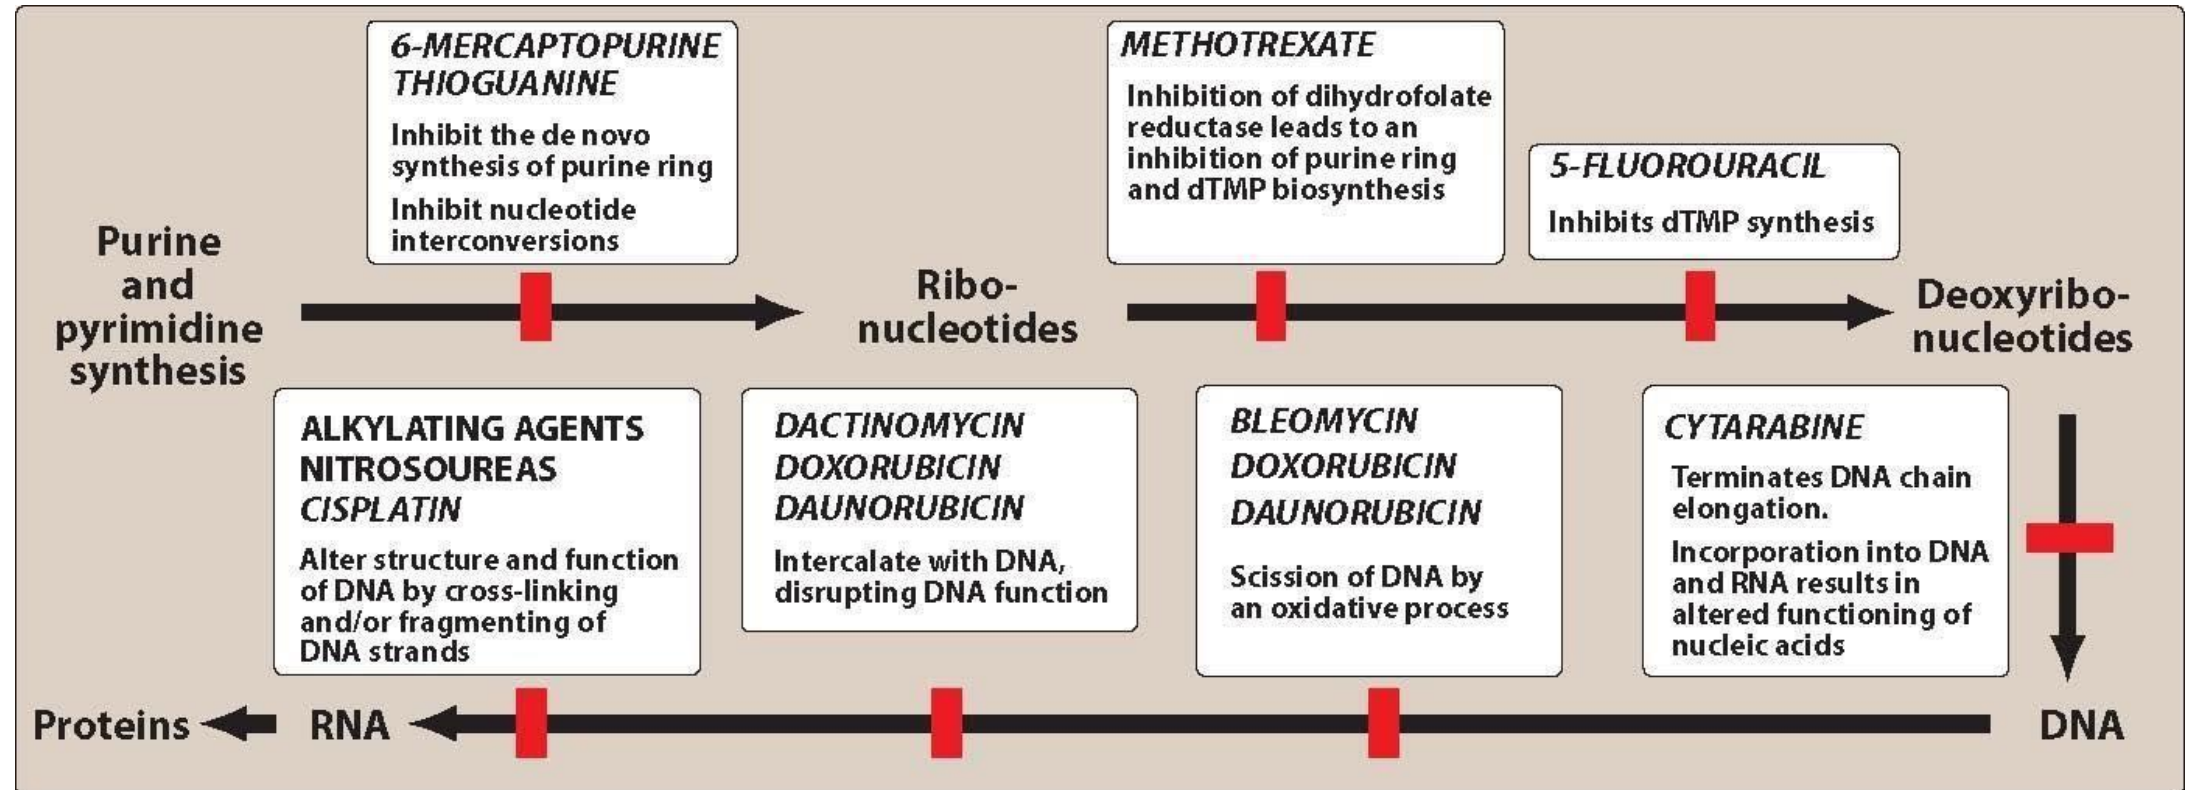 6-MERCAPTOPURINE
THIOGUANINE
Inhibit the de novo
synthesis of purine ring
Inhibit nucleotide
interconversions
METHOTREXATE
Inhibition of dihydrofolate
reductase leads to an
inhibition of purine ring
and dTMP biosynthesis
5-FLUOROURACIL
Inhibits dTMP synthesis
Purine
and
pyrimidine
synthesis
Ribo-
nucleotides
Deoxyribo-
nucleotides
ALKYLATING AGENTS
NITROSOUREAS
CISPLATIN
Alter structure and function
of DNA by cross-linking
and/or fragmenting of
DNA strands
DACTINOMYCIN
DOXORUBICIN
DAUNORUBICIN
Intercalate with DNA,
disrupting DNA function
BLEOMYCIN
DOXORUBICIN
DAUNORUBICIN
Scission of DNA by
an oxidative process
CYTARABINE
Terminates DNA chain
elongation.
Incorporation into DNA
and RNA results in
altered functioning of
nucleic acids
Proteins
RNA
DNA